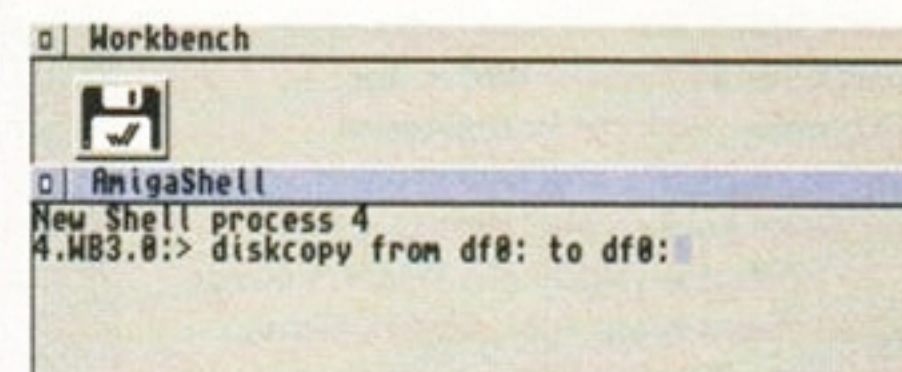 Workbench
AmigaShell
New Shell process 4
4.WB3.0:> diskcopy from df0: to df0: